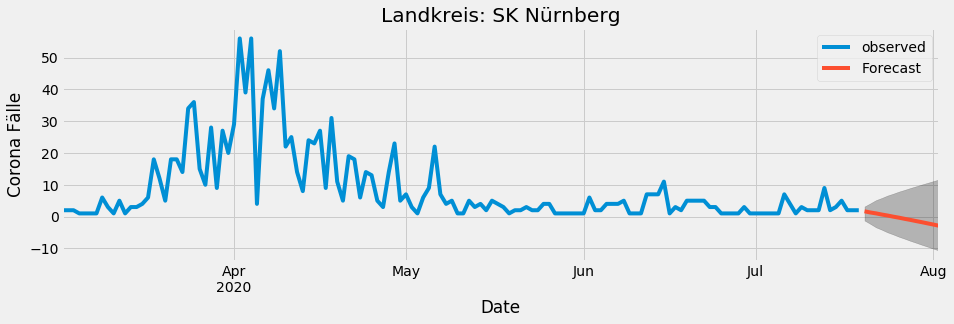 Landkreis: SK Nürnberg
observed
Forecast
Corona Fälle
50
40
30
20
10
0
−10
Apr
2020
May
Jun
Jul
Aug
Date